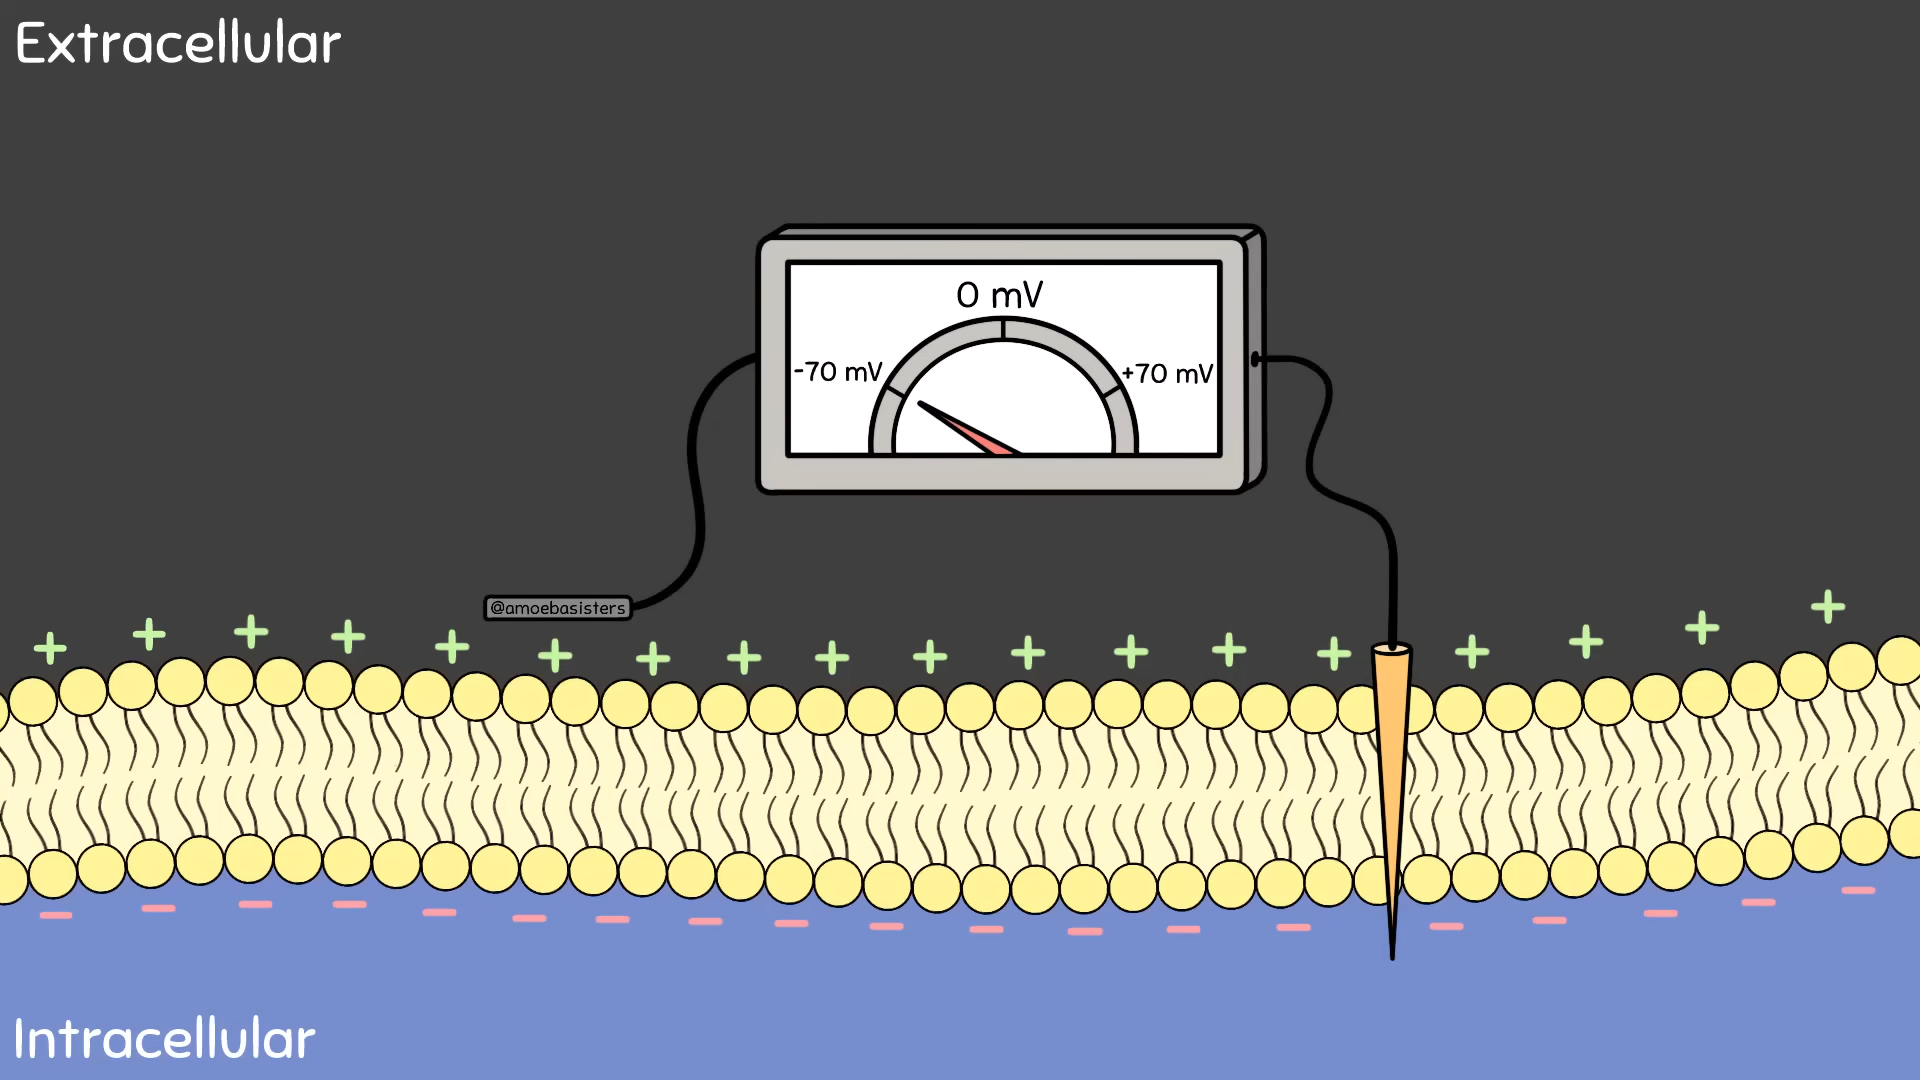 Extracellular
0 mV
-70 mV
+70 mV
@amoebasisters
Intracellular